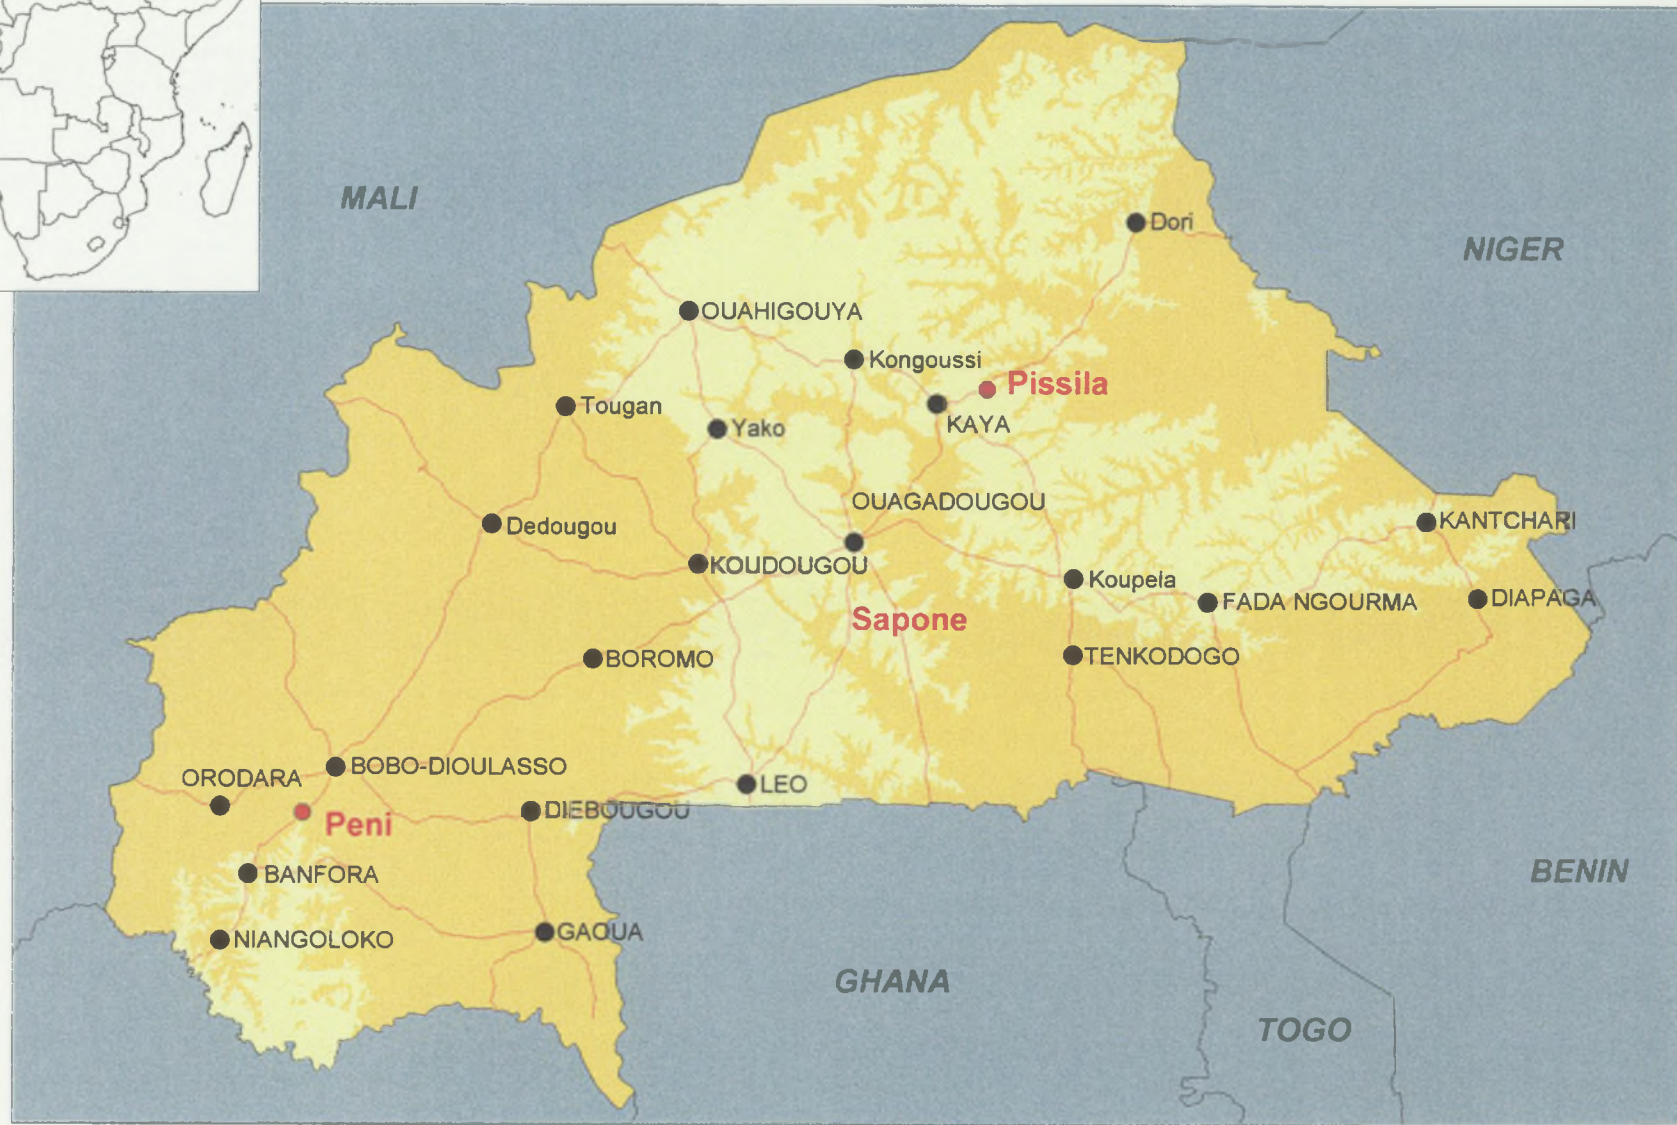 MALI
NIGER
Dori
OUAHIGOUYA
Kongoussi
Pissila
Tougan
KAYA
Yako
OUAGADOUGOU
KANTCHARI
Dedougou
KOUDOUGOU
Koupela
DIAPAGA
FADA NGOURMA
Sapone
TENKODOGO
BOROMO
BOBO-DIOULASSO
ORODARA
LEO
DIEBOUGOU
Peni
BENIN
BANFORA
GAOUA
NIANGOLOKO
GHANA
TOGO